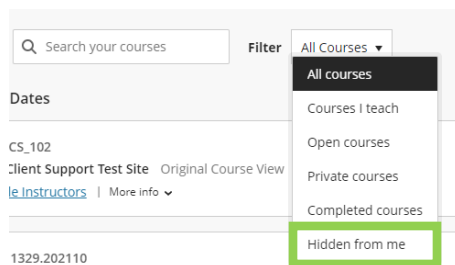 Search your courses
Filter
All Courses
All courses
Dates
Courses I teach
Open courses
CS_102
Client Support Test Site Original Course View
Private courses
le Instructors | More info
Completed courses
Hidden from me
1329.202110